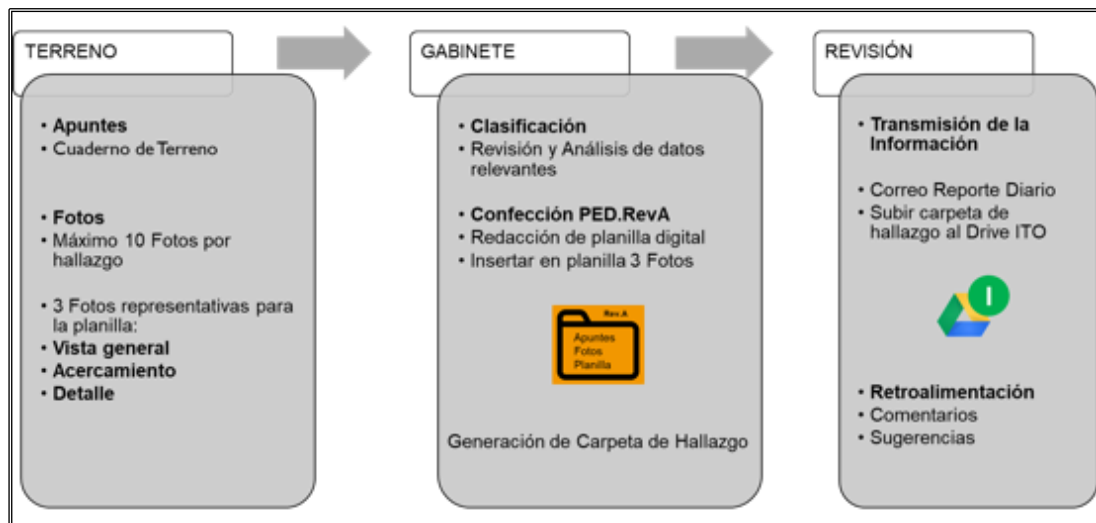 TERRENO
• Apuntes
• Cuaderno de Terreno
• Fotos
• Máximo 10 Fotos por
hallazgo
• 3 Fotos representativas para
la planilla:
• Vista general
• Acercamiento
• Detalle
GABINETE
• Clasificación
• Revisión y Análisis de datos
relevantes
• Confección PED.RevA
• Redacción de planilla digital
• Insertar en planilla 3 Fotos
Rev.A
Apuntes
Fotos
Planilla
Generación de Carpeta de Hallazgo
REVISIÓN
• Transmisión de la
Información
• Correo Reporte Diario
• Subir carpeta de
hallazgo al Drive ITO
I
• Retroalimentación
• Comentarios
• Sugerencias